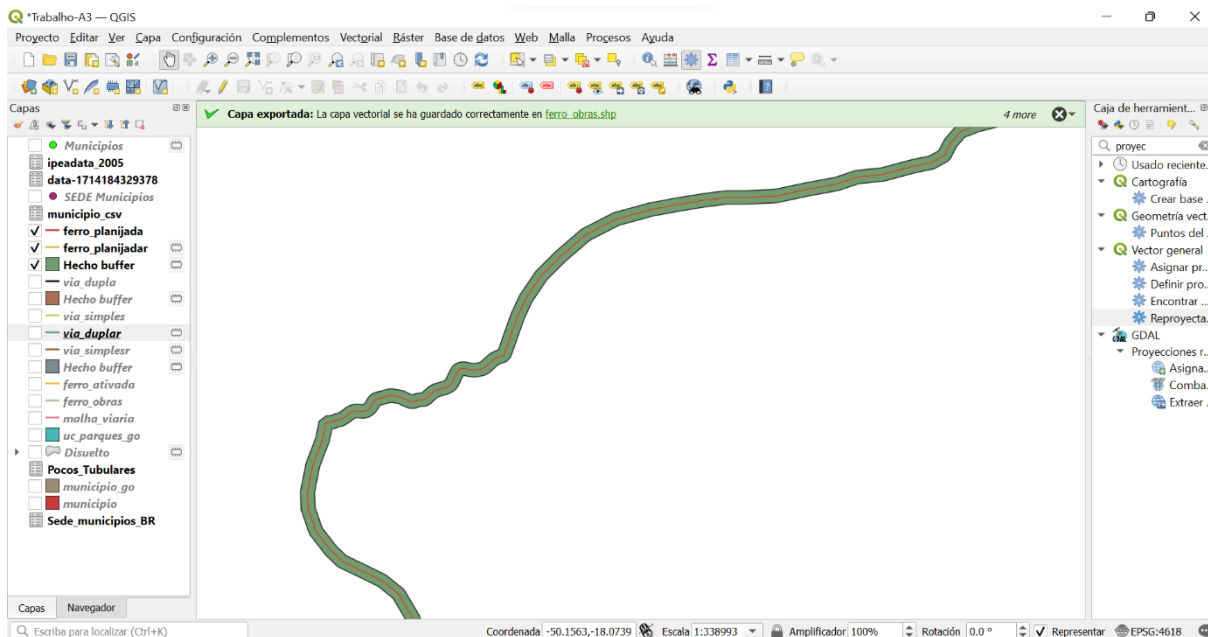 *Trabalho-A3 — QGIS
Proyecto Editar Ver Capa Configuración Complementos Vectorial Ráster Base de datos Web Malla Procesos Ayuda
Capas
Municipios
ipeadata_2005
data-1714184329378
SEDE Municipios
municipio_csv
ferro_planijada
ferro_planijadar
Hecho buffer
via_dupla
Hecho buffer
via_simples
via_duplar
via_simplesr
Hecho buffer
ferro_ativada
ferro_obras
malha_viaria
uc_parques_go
Disuelto
Pocos_Tubulares
municipio_go
municipio
Sede_municipios_BR
Capas Navegador
Capa exportada: La capa vectorial se ha guardado correctamente en ferro_obras.shp 4 more
Caja de herramient...
proyec
Usado reciente...
Cartografía
Crear base ...
Geometría vect...
Puntos del ...
Vector general
Asignar pr...
Definir pro...
Encontrar ...
Reproyecta...
GDAL
Proyecciones r...
Asigna...
Comba...
Extraer ...
Escriba para localizar (Ctrl+K) Coordenada -50.1563,-18.0739 Escala 1:338993 Amplificador 100% Rotación 0.0 ° Representar EPSG:4618